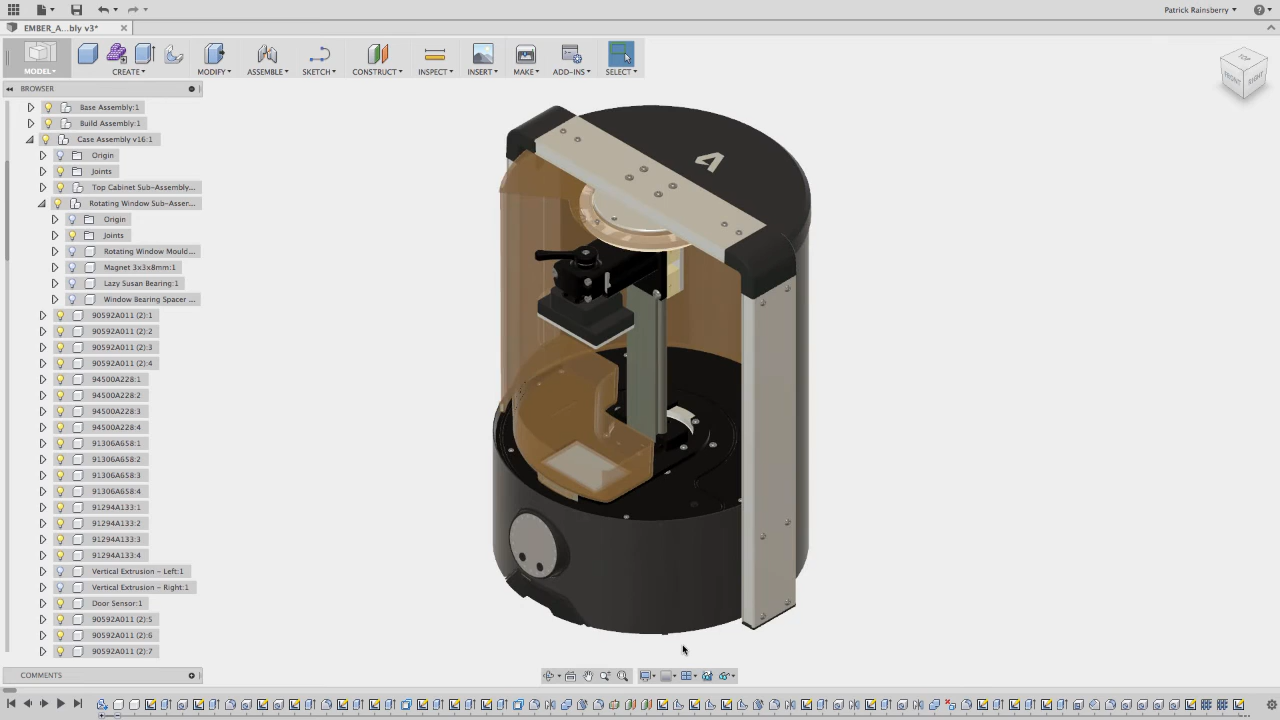 Patrick Rainsberry
EMBER_A...bly v3*
MODEL
CREATE
MODIFY
ASSEMBLE
SKETCH
CONSTRUCT
INSPECT
INSERT
MAKE
ADD-INS
SELECT
TOP
FRONT
RIGHT
BROWSER
Base Assembly:1
Build Assembly:1
Case Assembly v16:1
Origin
Joints
Top Cabinet Sub-Assembly...
Rotating Window Sub-Asser...
Origin
Joints
Rotating Window Mould...
Magnet 3x3x8mm:1
Lazy Susan Bearing:1
Window Bearing Spacer ...
90592A011 (2):1
90592A011 (2):2
90592A011 (2):3
90592A011 (2):4
94500A228:1
94500A228:2
94500A228:3
94500A228:4
91306A658:1
91306A658:2
91306A658:3
91306A658:4
91294A133:1
91294A133:2
91294A133:3
91294A133:4
Vertical Extrusion - Left:1
Vertical Extrusion - Right:1
Door Sensor:1
90592A011 (2):5
90592A011 (2):6
90592A011 (2):7
COMMENTS